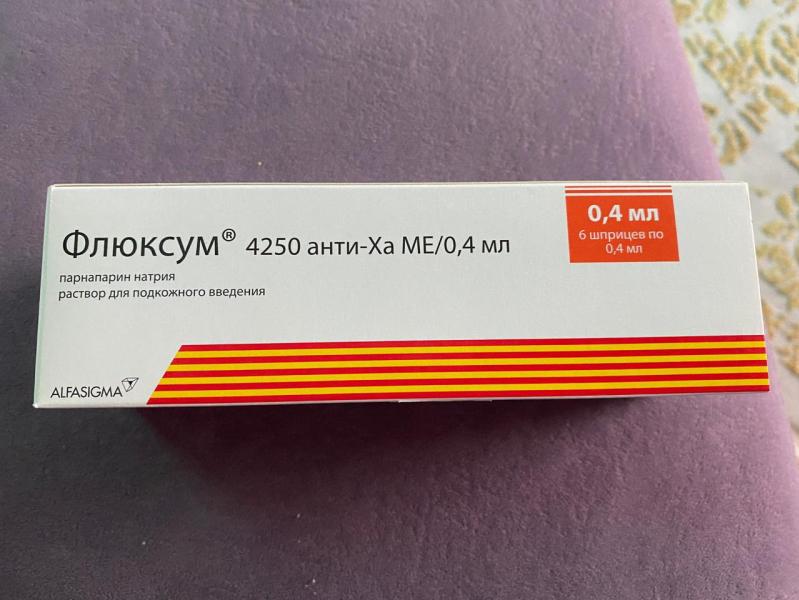 Флюксум® 4250 анти-Ха МЕ/0,4 мл
парнапарин натрия
раствор для подкожного введения
0,4 мл
6 шприцев по
0,4 мл
ALFASIGMA